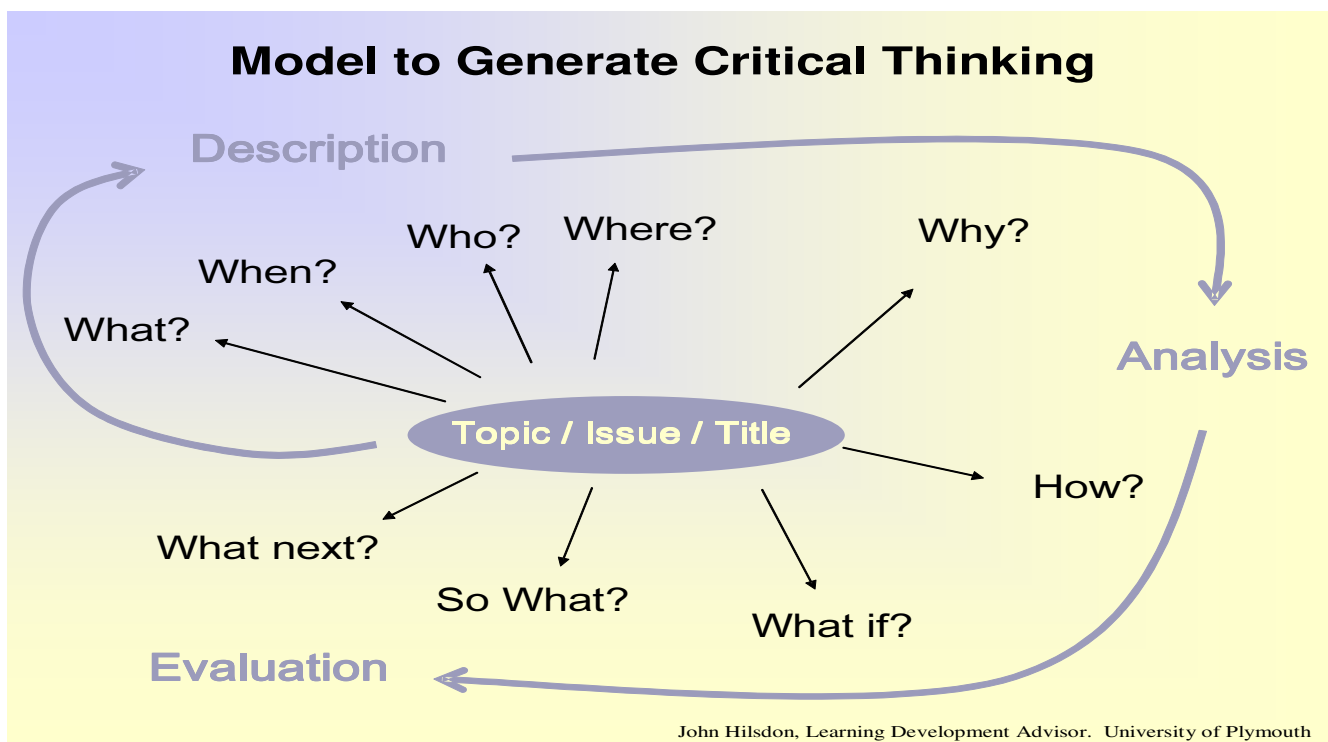 Model to Generate Critical Thinking
Description
Who?
Where?
Why?
When?
What?
Analysis
Topic / Issue / Title
How?
What next?
So What?
What if?
Evaluation
John Hilsdon, Learning Development Advisor. University of Plymouth